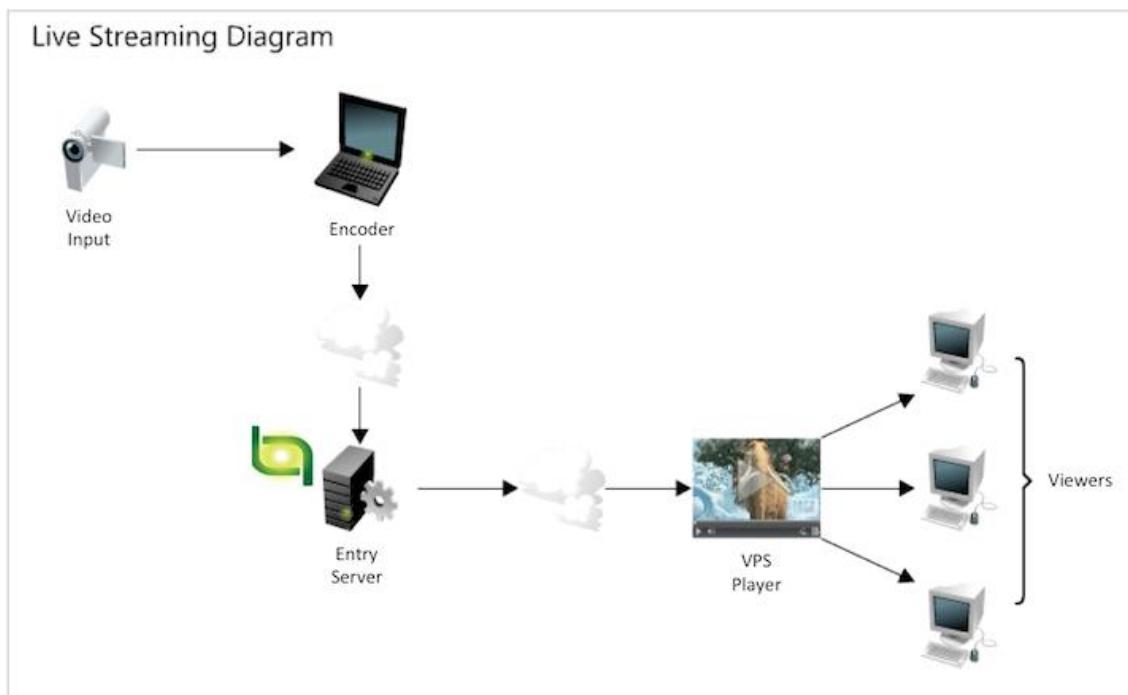 Live Streaming Diagram
Video
Input
Encoder
Entry
Server
VPS
Player
Viewers